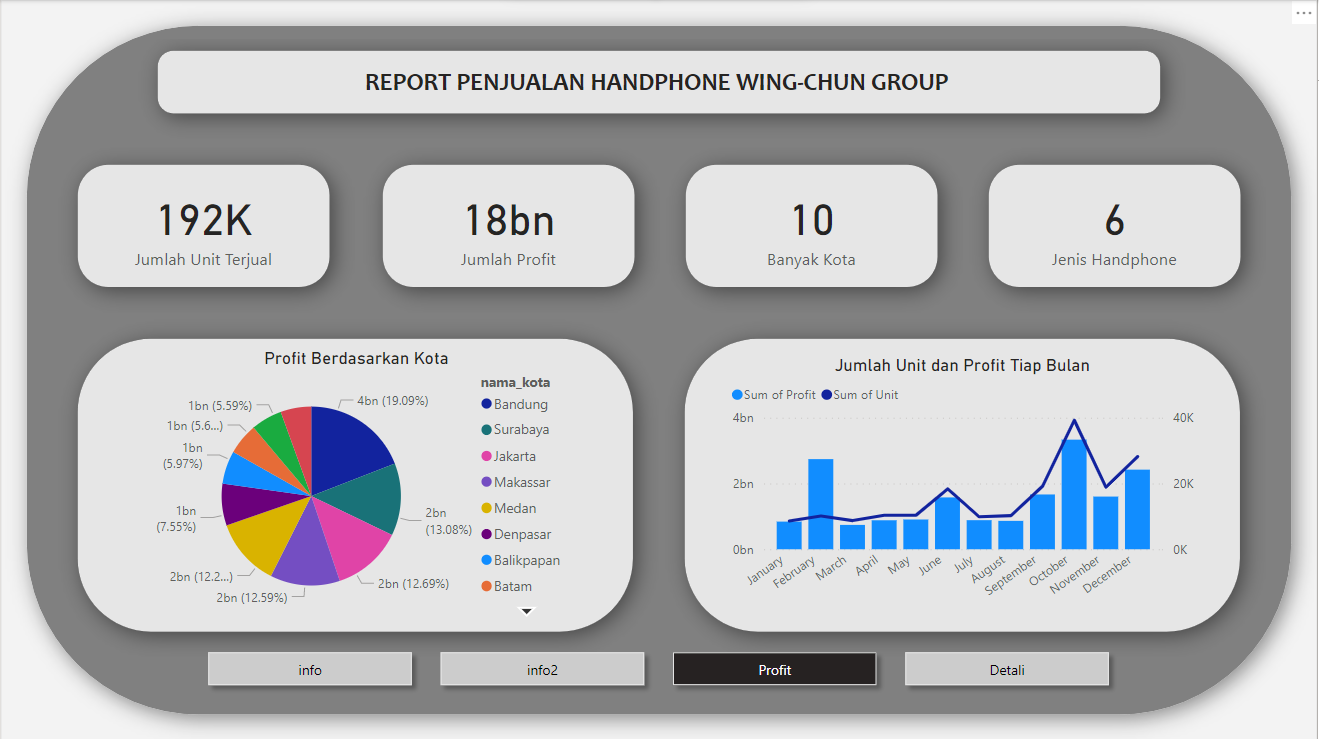 REPORT PENJUALAN HANDPHONE WING-CHUN GROUP
192K
Jumlah Unit Terjual
18bn
Jumlah Profit
10
Banyak Kota
6
Jenis Handphone
Profit Berdasarkan Kota
4bn (19.09%)
2bn
(13.08%)
2bn (12.69%)
2bn (12.59%)
2bn (12.2...)
1bn
(7.55%)
1bn
(5.97%)
1bn (5.6...)
1bn (5.59%)
nama_kota
Bandung
Surabaya
Jakarta
Makassar
Medan
Denpasar
Balikpapan
Batam
Jumlah Unit dan Profit Tiap Bulan
Sum of Profit Sum of Unit
4bn
2bn
0bn
40K
20K
0K
January
February
March
April
May
June
July
August
September
October
November
December
info
info2
Profit
Detali